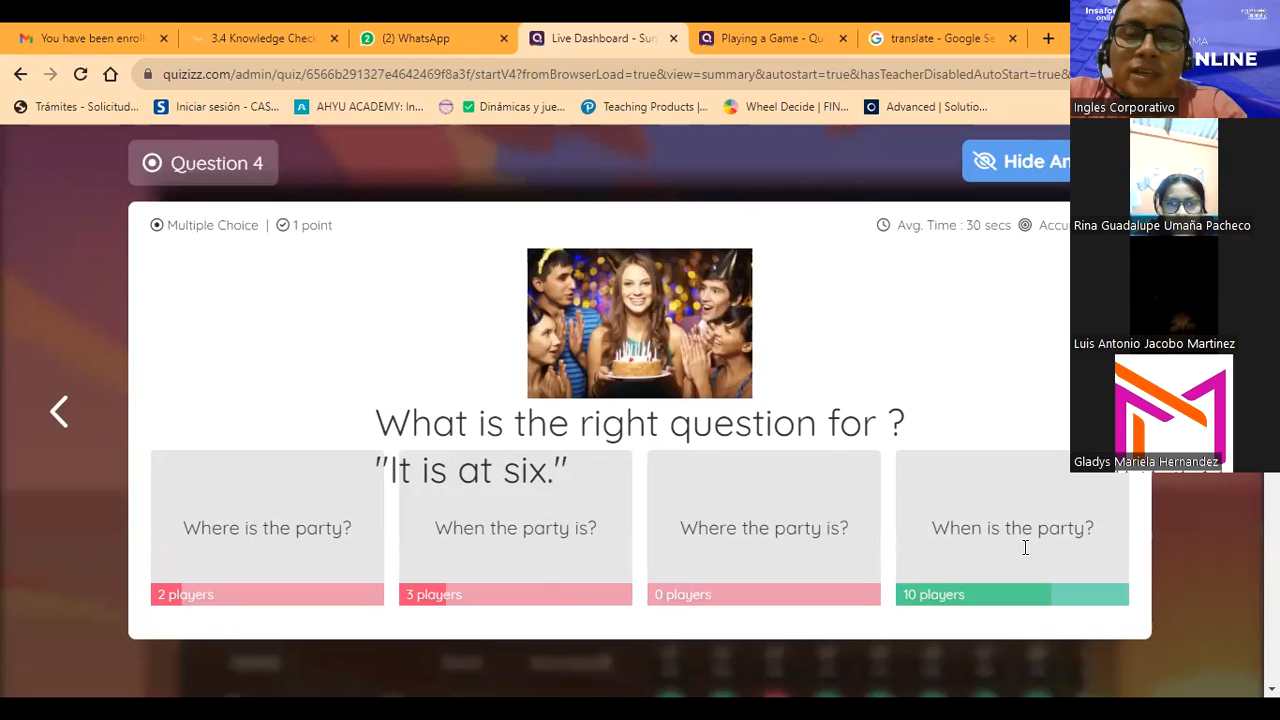 You have been enroll
3.4 Knowledge Check
2
(2) WhatsApp
Live Dashboard - Sun
Playing a Game - Qu
translate - Google Se
quizizz.com/admin/quiz/6566b291327e4642469f8a3f/startV4?fromBrowserLoad=true&view=summary&autostart=true&hasTeacherDisabledAutoStart=true&
Trámites - Solicitud...
Iniciar sesión - CAS...
AHYU ACADEMY: In...
Dinámicas y jue...
Teaching Products |...
Wheel Decide | FIN...
Advanced | Solutio...
Insafo
online
NLINE
Ingles Corporativo
Rina Guadalupe Umaña Pacheco
Luis Antonio Jacobo Martinez
Gladys Mariela Hernandez
Question 4
Hide An
Multiple Choice | 1 point
Avg. Time : 30 secs
Accu
What is the right question for ?
"It is at six."
Where is the party?
When the party is?
Where the party is?
When is the party?
2 players
3 players
0 players
10 players